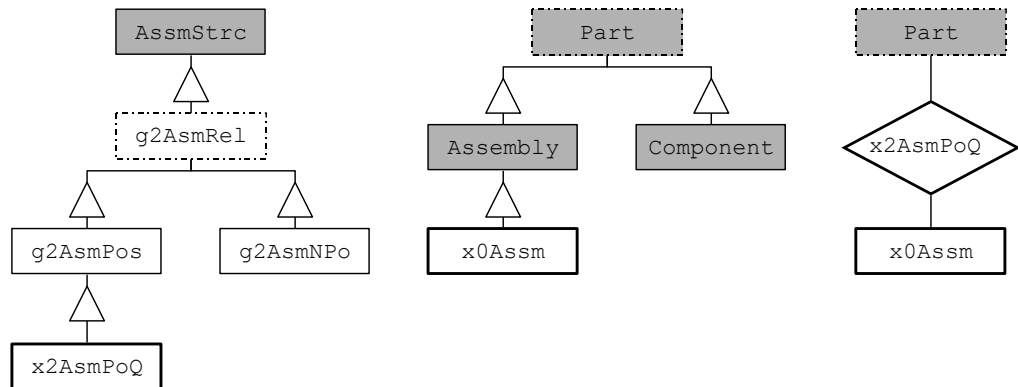 AssmStrc
g2AsmRel
g2AsmPos
g2AsmNPo
x2AsmPoQ
Part
Assembly
Component
x0Assm
Part
x2AsmPoQ
x0Assm